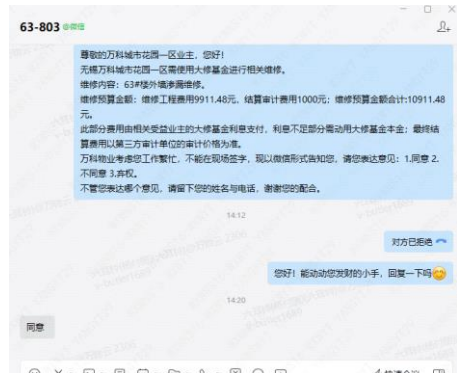 63-803 @微信
尊敬的万科城市花园一区业主，您好！
无锡万科城市花园一区需使用大修基金进行相关维修。
维修内容：63#楼外墙渗漏维修。
维修预算金额：维修工程费用9911.48元，结算审计费用1000元；维修预算金额合计:10911.48
元。
此部分费用由相关受益业主的大修基金利息支付，利息不足部分需动用大修基金本金；最终结
算费用以第三方审计单位的审计价格为准。
万科物业考虑您工作繁忙，不能在现场签字，现以微信形式告知您，请您表达意见：1.同意 2.
不同意 3.弃权。
不管您表达哪个意见，请留下您的姓名与电话，谢谢您的配合。
14:12
对方已拒绝
您好！能动动您发财的小手，回复一下吗
14:20
同意